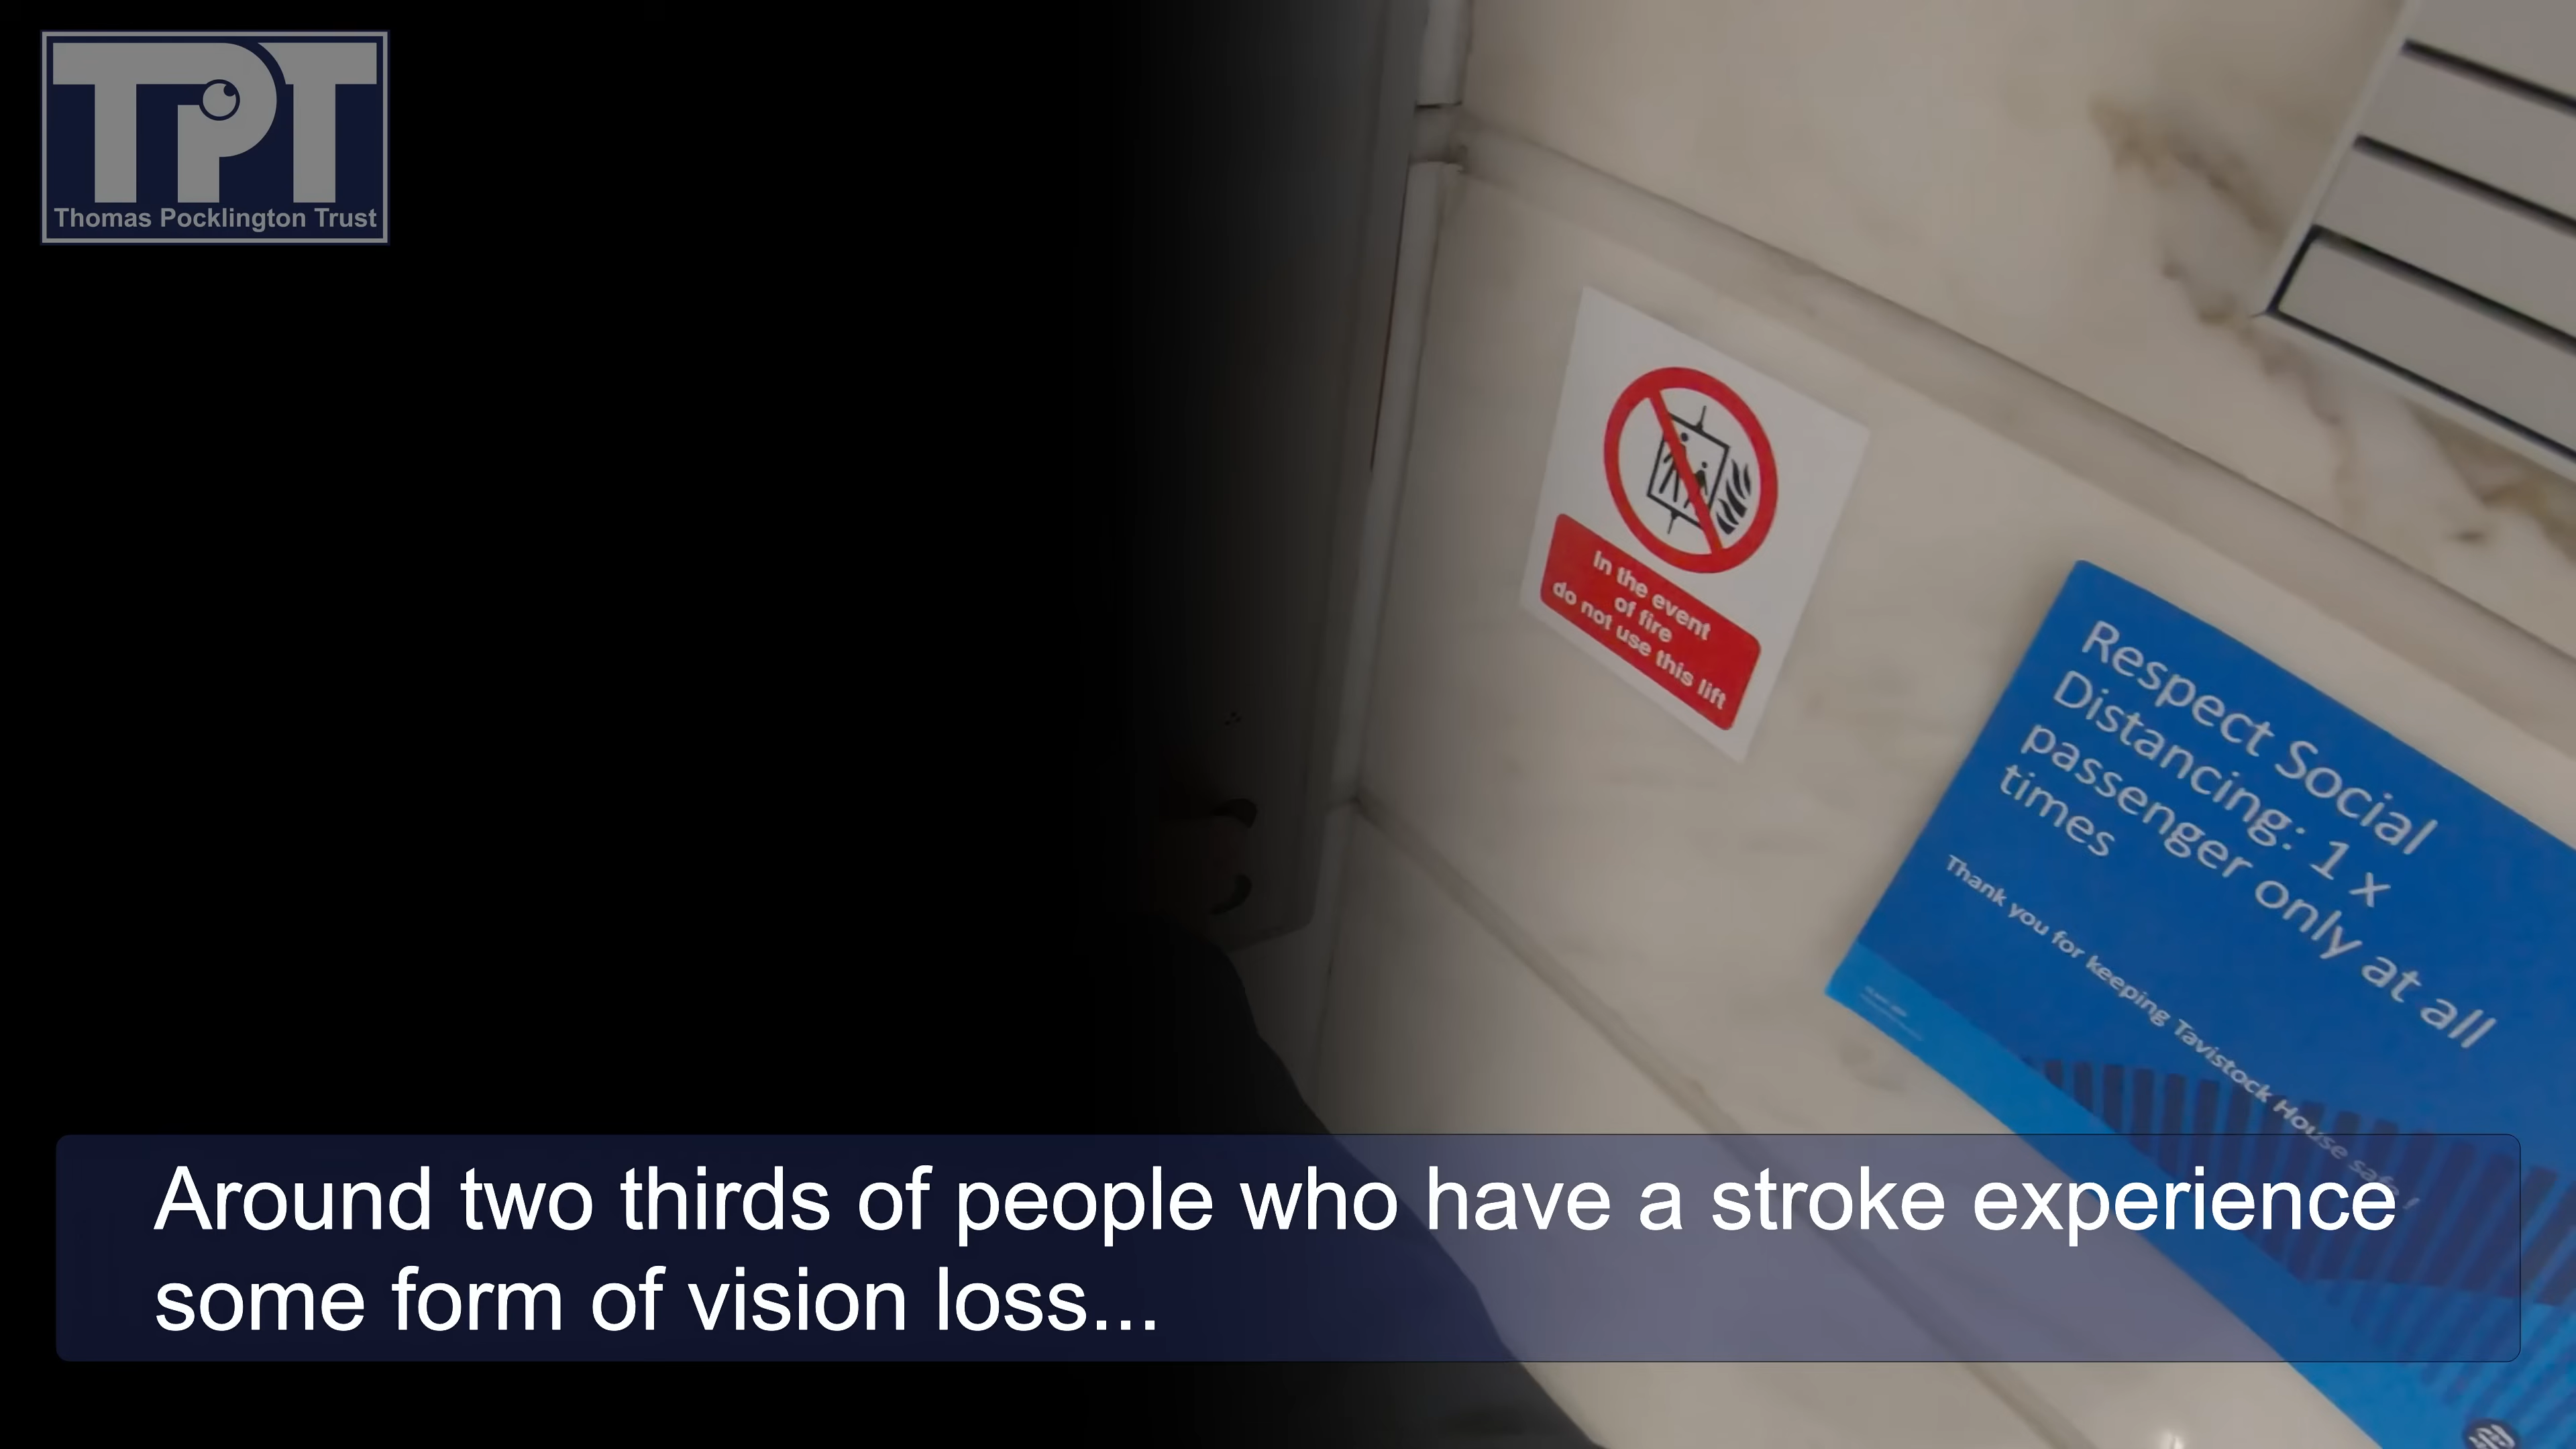 TPT
Thomas Pocklington Trust
In the event
of fire
do not use this lift
Respect Social
Distancing: 1 x
passenger only at all
times
Thank you for keeping Tavistock House safe!
Around two thirds of people who have a stroke experience
some form of vision loss...